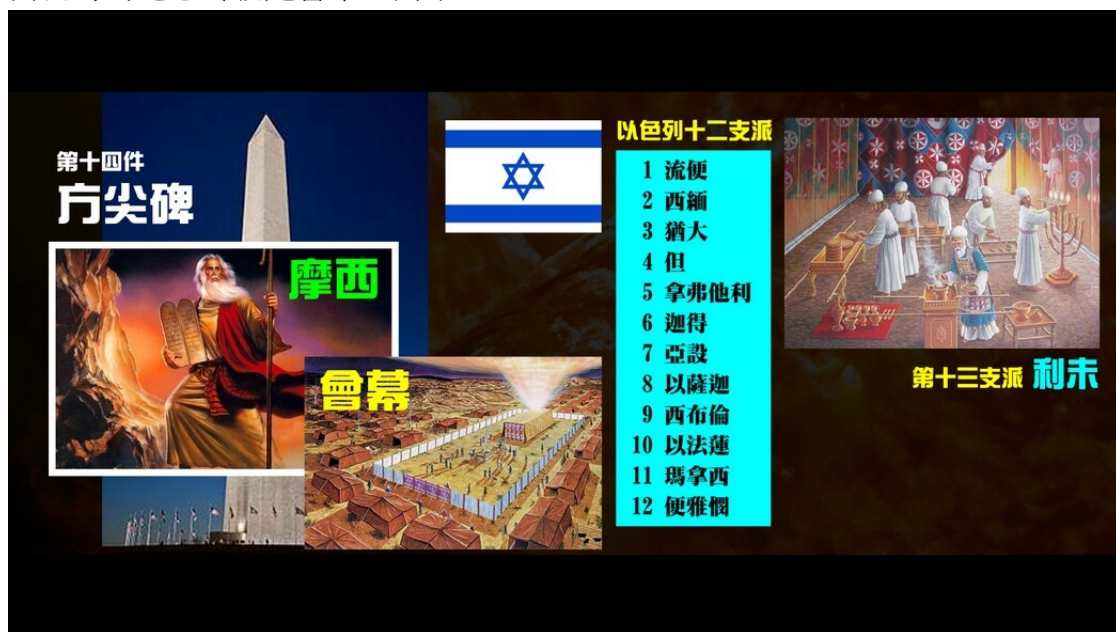 第十四件
方尖碑
摩西
會幕
以色列十二支派
1 流便
2 西緬
3 猶大
4 但
5 拿弗他利
6 迦得
7 亞設
8 以薩迦
9 西布倫
10 以法蓮
11 瑪拿西
12 便雅憫
第十三支派 利未